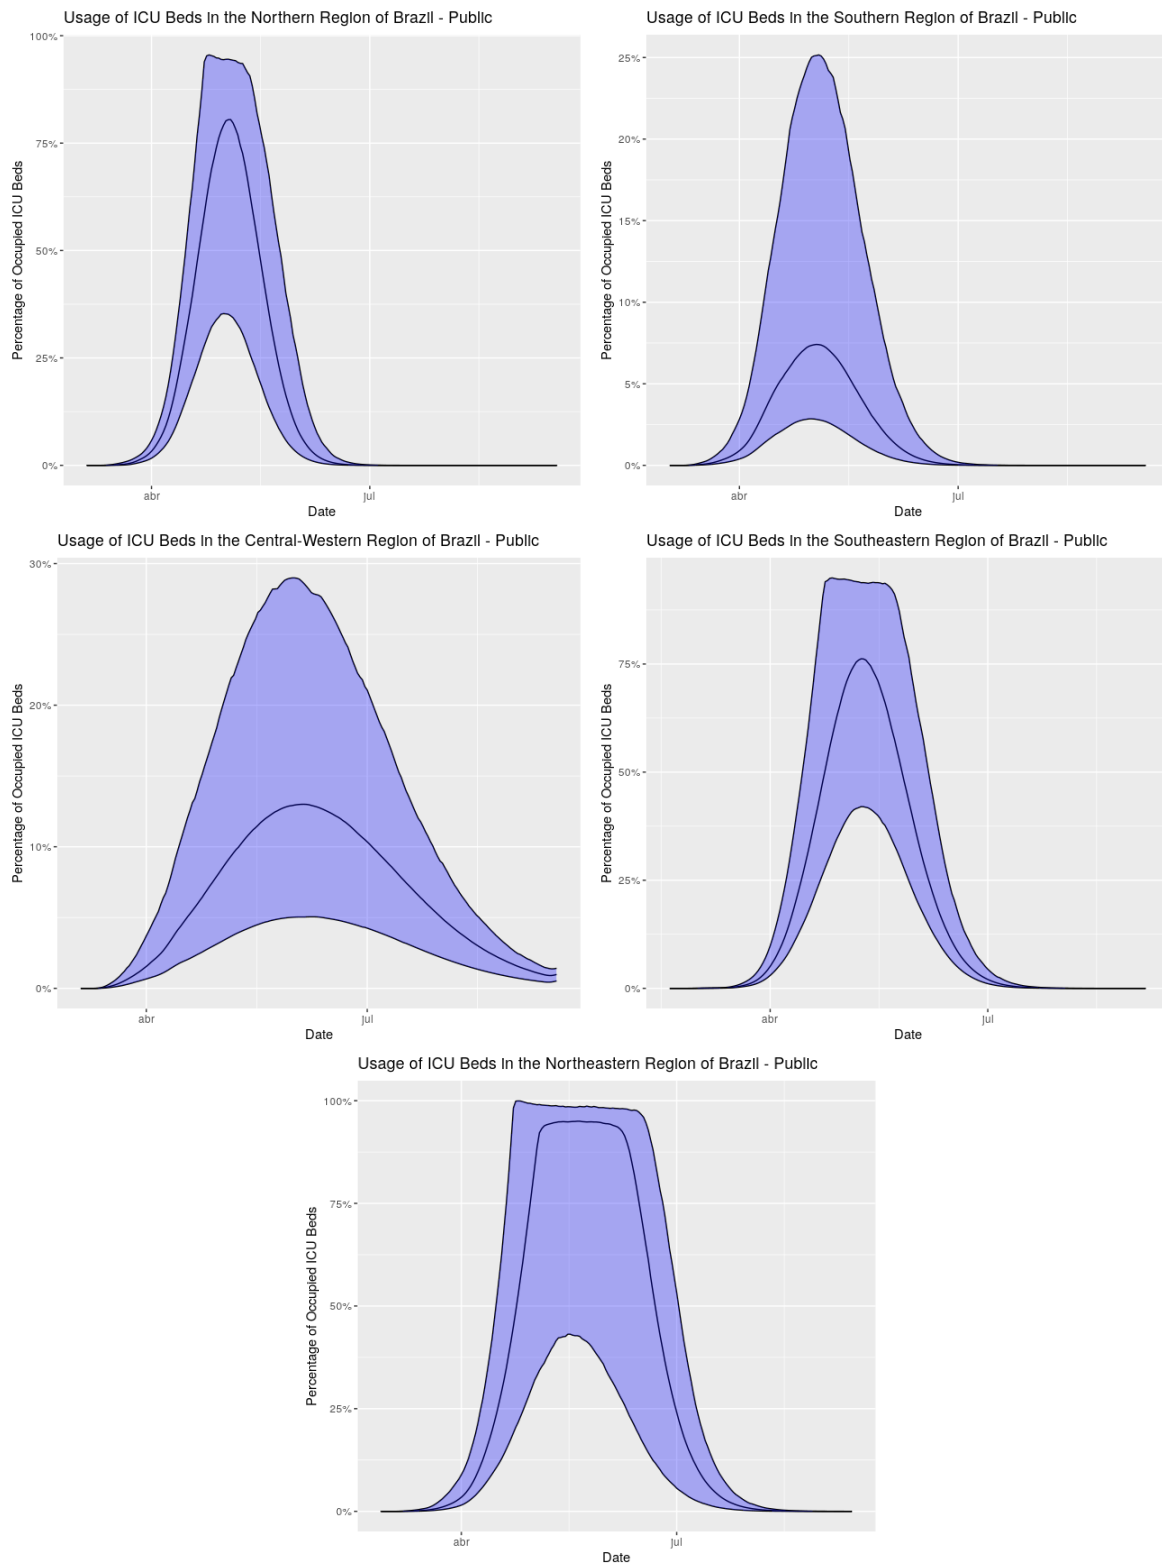 Usage of ICU Beds in the Northern Region of Brazil - Public
100%
75%
50%
25%
0%
Percentage of Occupied ICU Beds
abr
jul
Date
Usage of ICU Beds in the Southern Region of Brazil - Public
25%
20%
15%
10%
5%
0%
Percentage of Occupied ICU Beds
abr
jul
Date
Usage of ICU Beds in the Central-Western Region of Brazil - Public
30%
20%
10%
0%
Percentage of Occupied ICU Beds
abr
jul
Date
Usage of ICU Beds in the Southeastern Region of Brazil - Public
75%
50%
25%
0%
Percentage of Occupied ICU Beds
abr
jul
Date
Usage of ICU Beds in the Northeastern Region of Brazil - Public
100%
75%
50%
25%
0%
Percentage of Occupied ICU Beds
abr
jul
Date